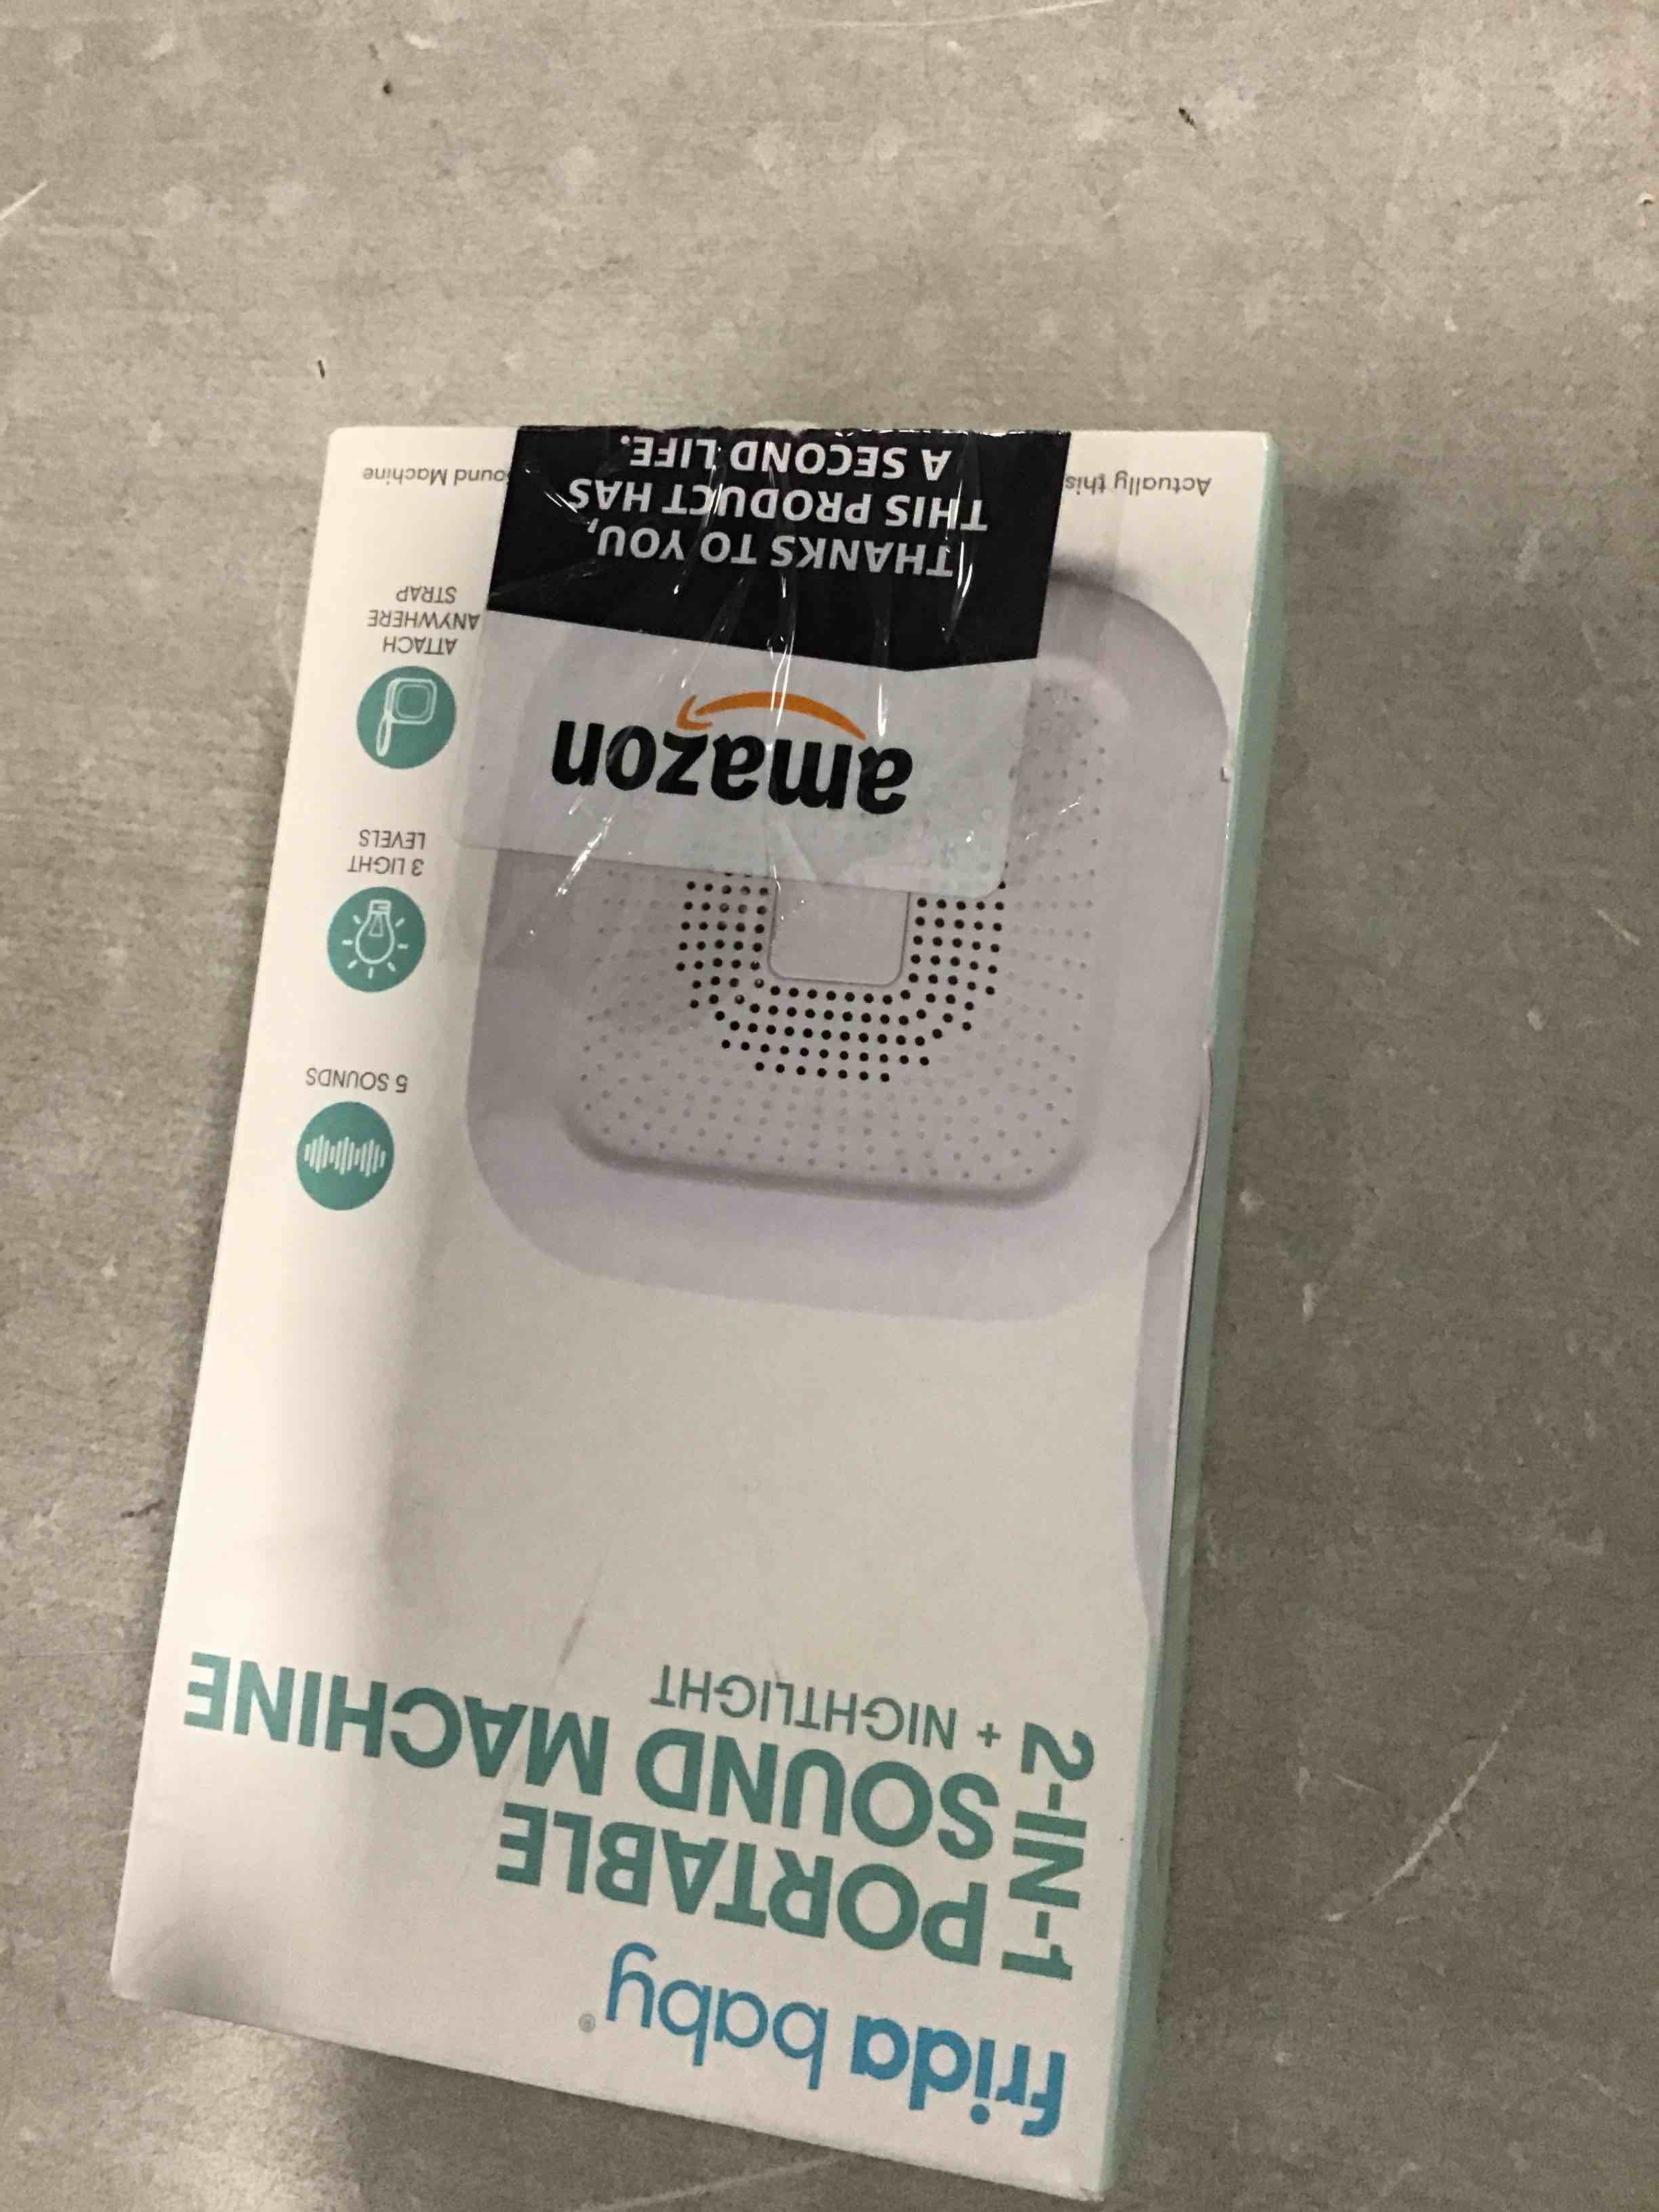 frida baby®
2-IN-1
PORTABLE
SOUND MACHINE
+ NIGHTLIGHT
5 SOUNDS
3 LIGHT
LEVELS
ATTACH
ANYWHERE
STRAP
amazon
THANKS TO YOU,
THIS PRODUCT HAS
A SECOND LIFE.
Actually this
ound Machine